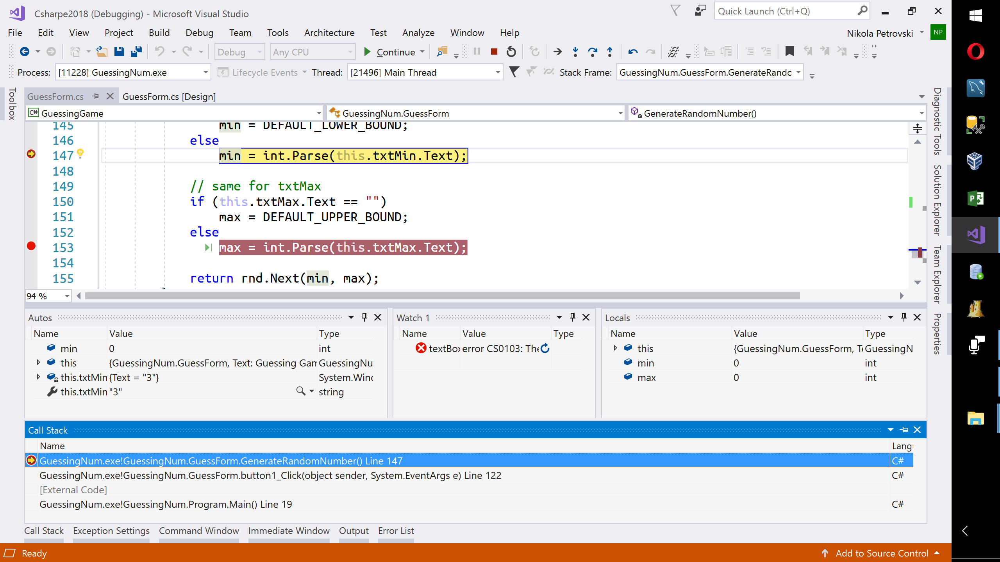 Csharpe2018 (Debugging) - Microsoft Visual Studio
Quick Launch (Ctrl+Q)
File Edit View Project Build Debug Team Tools Architecture Test Analyze Window Help
Nikola Petrovski NP
Debug Any CPU Continue
Process: [11228] GuessingNum.exe Lifecycle Events Thread: [21496] Main Thread Stack Frame: GuessingNum.GuessForm.GenerateRando
Toolbox
GuessForm.cs GuessForm.cs [Design]
C# GuessingGame GuessingNum.GuessForm GenerateRandomNumber()
145 min = DEFAULT_LOWER_BOUND;
146 else
147 min = int.Parse(this.txtMin.Text);
148
149 // same for txtMax
150 if (this.txtMax.Text == "")
151 max = DEFAULT_UPPER_BOUND;
152 else
153 max = int.Parse(this.txtMax.Text);
154
155 return rnd.Next(min, max);
94 %
Diagnostic Tools
Solution Explorer
Team Explorer
Properties
Autos
Name Value Type
min 0 int
this {GuessingNum.GuessForm, Text: Guessing Gam GuessingNu
this.txtMin {Text = "3"} System.Wind
this.txtMin "3" string
Watch 1
Name Value Type
textBox error CS0103: The
Locals
Name Value Type
this {GuessingNum.GuessForm, Te GuessingN
min 0 int
max 0 int
Call Stack
Name Langu
GuessingNum.exe!GuessingNum.GuessForm.GenerateRandomNumber() Line 147 C#
GuessingNum.exe!GuessingNum.GuessForm.button1_Click(object sender, System.EventArgs e) Line 122 C#
[External Code]
GuessingNum.exe!GuessingNum.Program.Main() Line 19 C#
Call Stack Exception Settings Command Window Immediate Window Output Error List
Ready
Add to Source Control